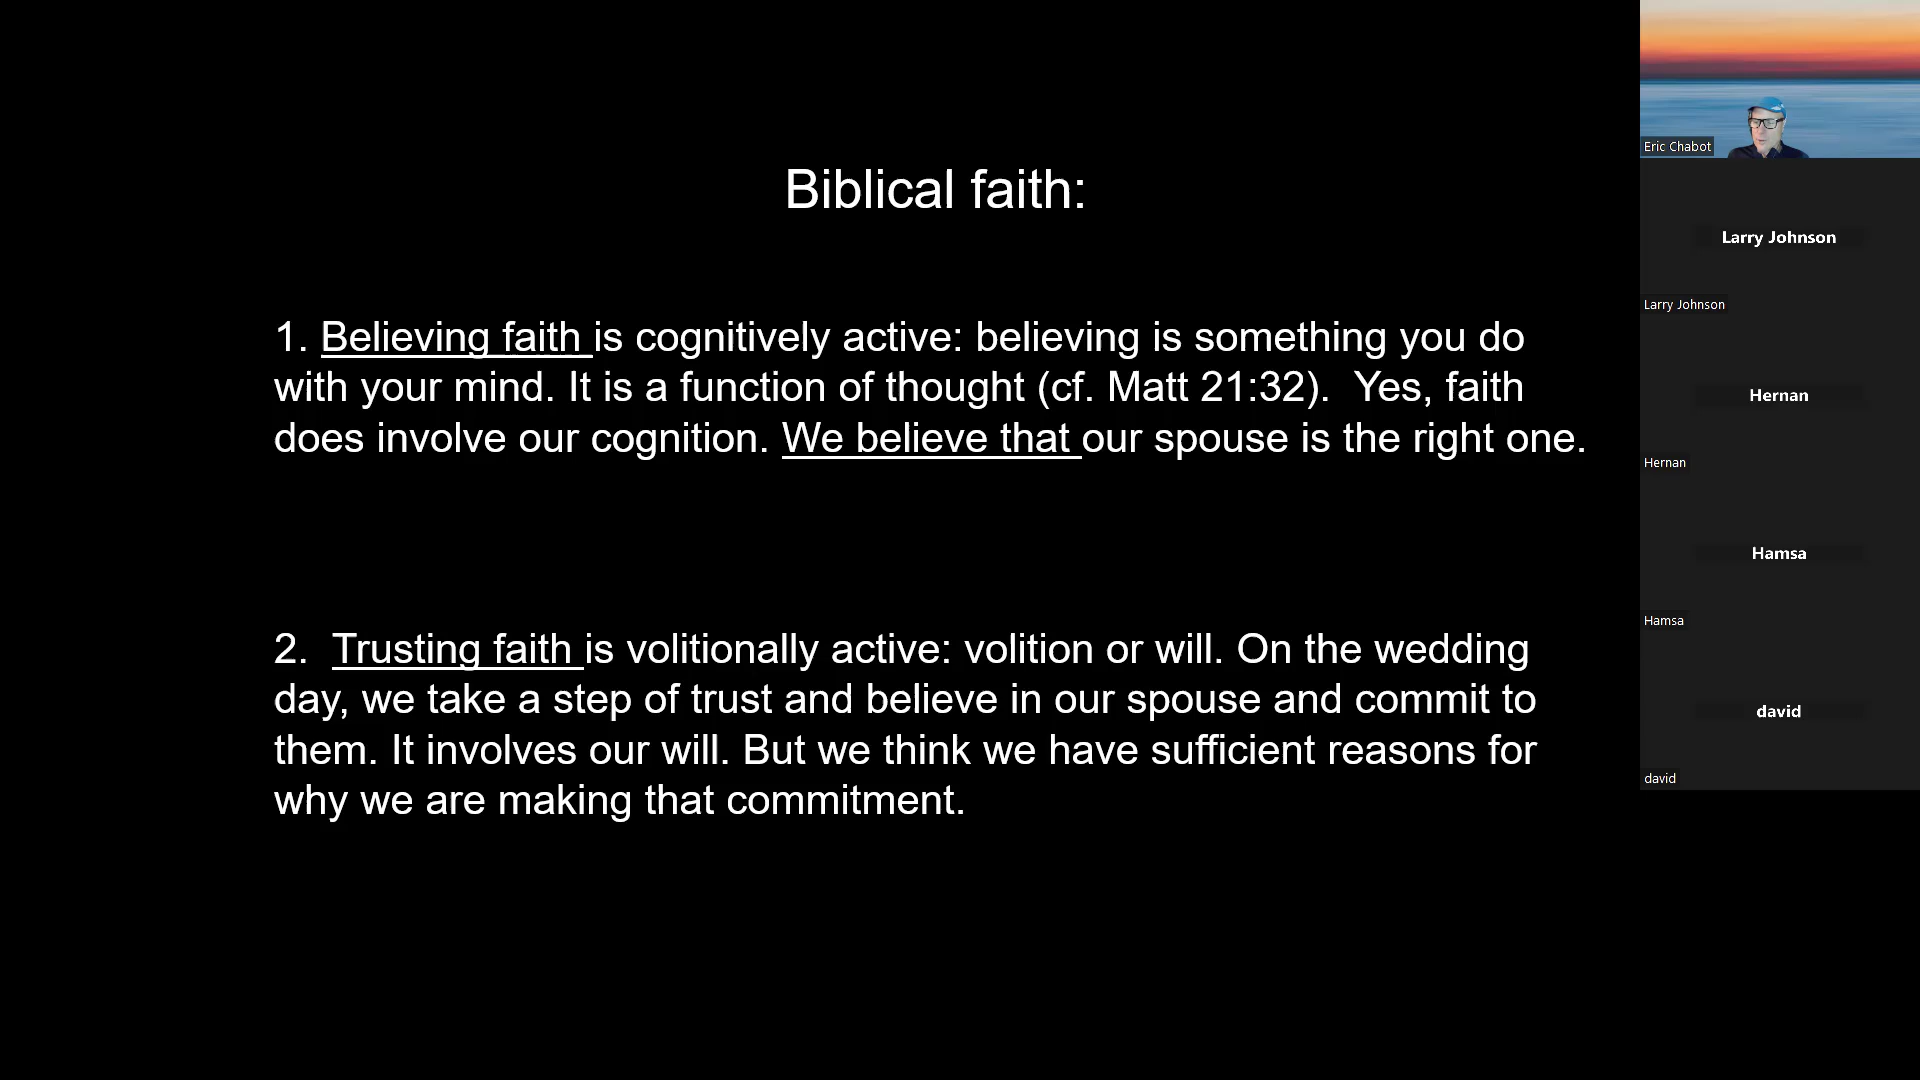 Biblical faith:
1. Believing faith is cognitively active: believing is something you do
with your mind. It is a function of thought (cf. Matt 21:32).  Yes, faith
does involve our cognition. We believe that our spouse is the right one.
2.  Trusting faith is volitionally active: volition or will. On the wedding
day, we take a step of trust and believe in our spouse and commit to
them. It involves our will. But we think we have sufficient reasons for
why we are making that commitment.
Eric Chabot
Larry Johnson
Larry Johnson
Hernan
Hernan
Hamsa
Hamsa
david
david